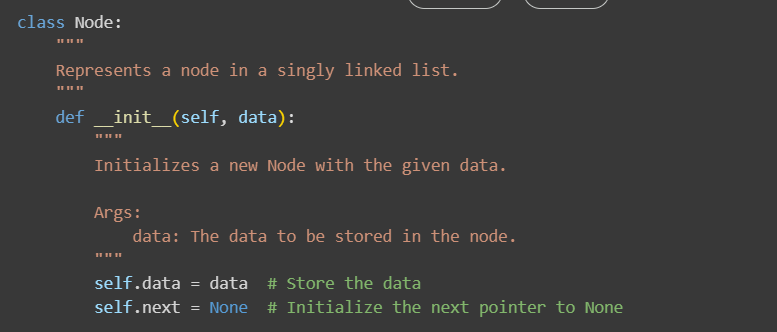 class Node:
    """
    Represents a node in a singly linked list.
    """
    def __init__(self, data):
        """
        Initializes a new Node with the given data.

        Args:
            data: The data to be stored in the node.
        """
        self.data = data  # Store the data
        self.next = None  # Initialize the next pointer to None